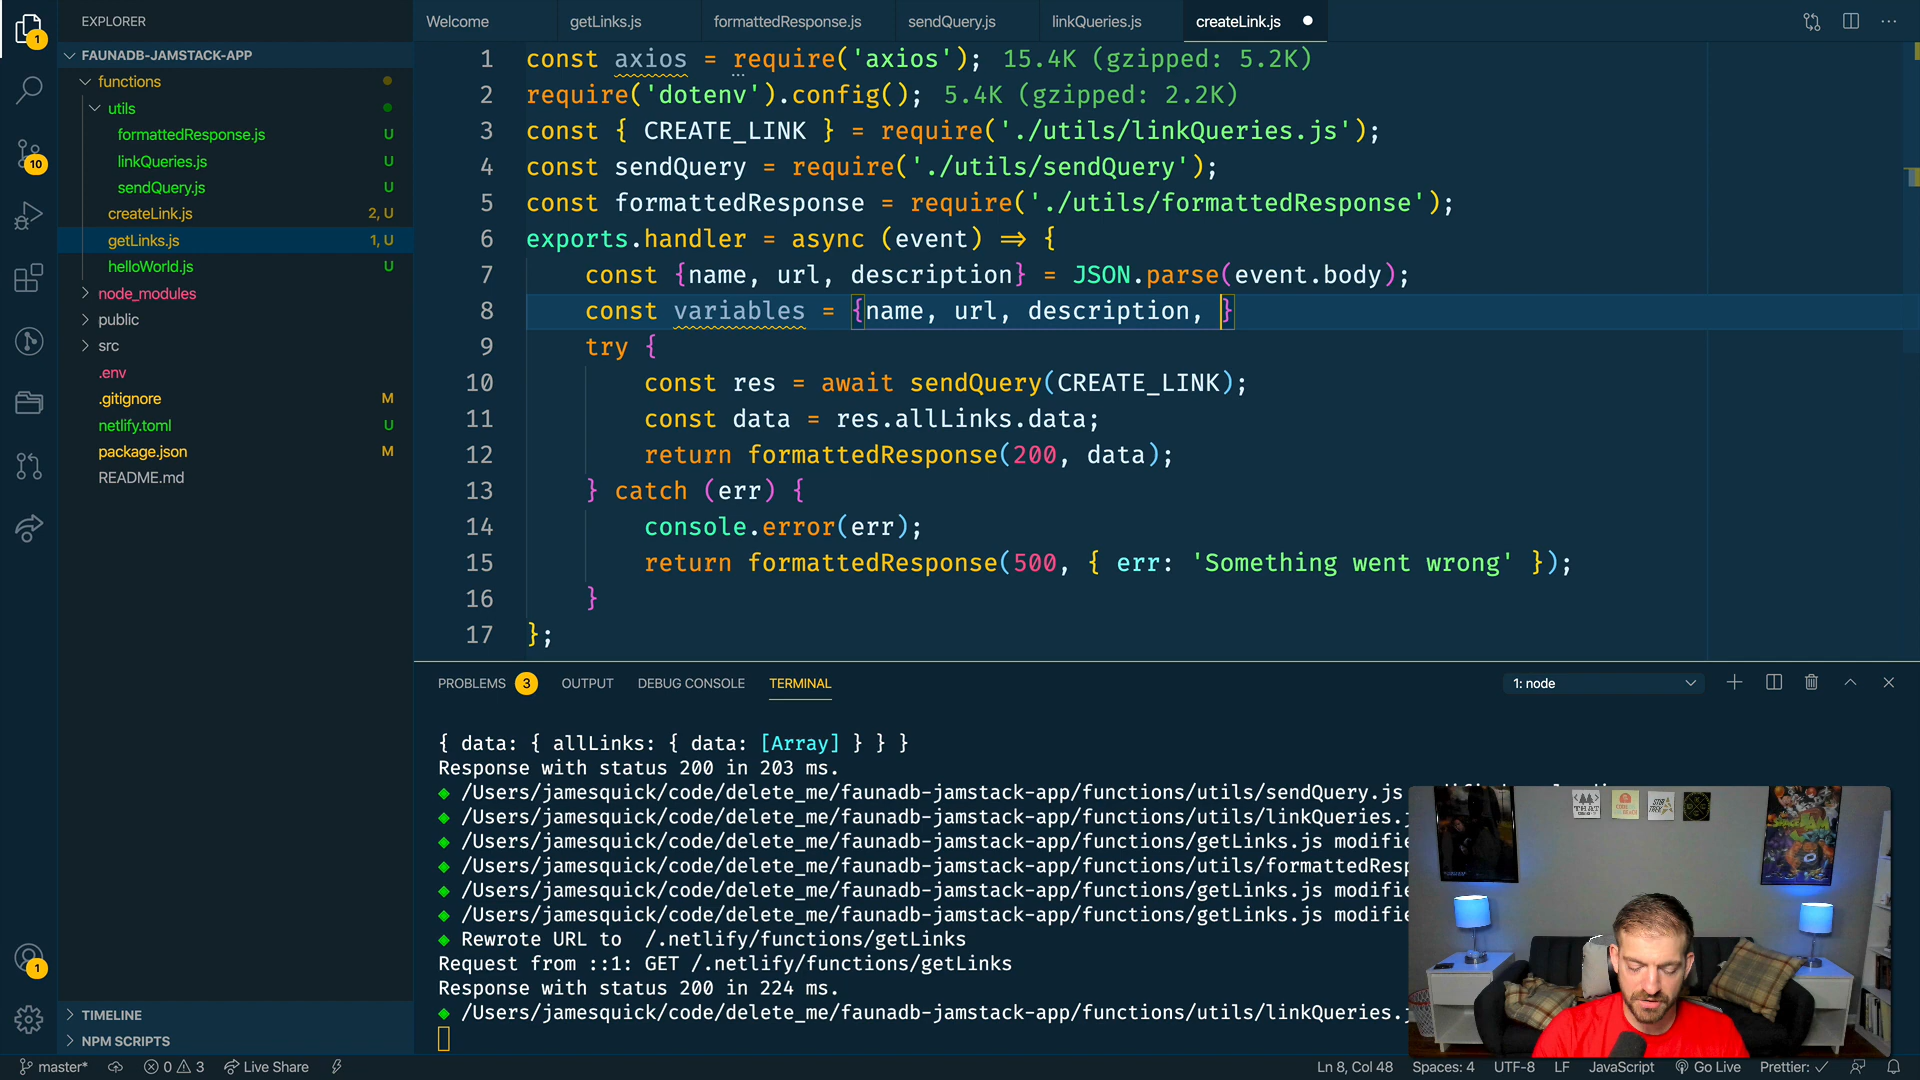 EXPLORER
FAUNADB-JAMSTACK-APP
functions
utils
formattedResponse.js U
linkQueries.js U
sendQuery.js U
createLink.js 2, U
getLinks.js 1, U
helloWorld.js U
node_modules
public
src
.env
.gitignore M
netlify.toml U
package.json M
README.md
TIMELINE
NPM SCRIPTS
1
10
1
Welcome getLinks.js formattedResponse.js sendQuery.js linkQueries.js createLink.js
1 const axios = require('axios'); 15.4K (gzipped: 5.2K)
2 require('dotenv').config(); 5.4K (gzipped: 2.2K)
3 const { CREATE_LINK } = require('./utils/linkQueries.js');
4 const sendQuery = require('./utils/sendQuery');
5 const formattedResponse = require('./utils/formattedResponse');
6 exports.handler = async (event) => {
7 const {name, url, description} = JSON.parse(event.body);
8 const variables = {name, url, description, }
9 try {
10 const res = await sendQuery(CREATE_LINK);
11 const data = res.allLinks.data;
12 return formattedResponse(200, data);
13 } catch (err) {
14 console.error(err);
15 return formattedResponse(500, { err: 'Something went wrong' });
16 }
17 };
PROBLEMS 3 OUTPUT DEBUG CONSOLE TERMINAL 1: node
{ data: { allLinks: { data: [Array] } } }
Response with status 200 in 203 ms.
/Users/jamesquick/code/delete_me/faunadb-jamstack-app/functions/utils/sendQuery.js
/Users/jamesquick/code/delete_me/faunadb-jamstack-app/functions/utils/linkQueries.j
/Users/jamesquick/code/delete_me/faunadb-jamstack-app/functions/getLinks.js modifie
/Users/jamesquick/code/delete_me/faunadb-jamstack-app/functions/utils/formattedResp
/Users/jamesquick/code/delete_me/faunadb-jamstack-app/functions/getLinks.js modifie
/Users/jamesquick/code/delete_me/faunadb-jamstack-app/functions/getLinks.js modifie
Rewrote URL to /.netlify/functions/getLinks
Request from ::1: GET /.netlify/functions/getLinks
Response with status 200 in 224 ms.
/Users/jamesquick/code/delete_me/faunadb-jamstack-app/functions/utils/linkQueries.j
THAT
master* 0 3 Live Share Ln 8, Col 48 Spaces: 4 UTF-8 LF JavaScript Go Live Prettier: